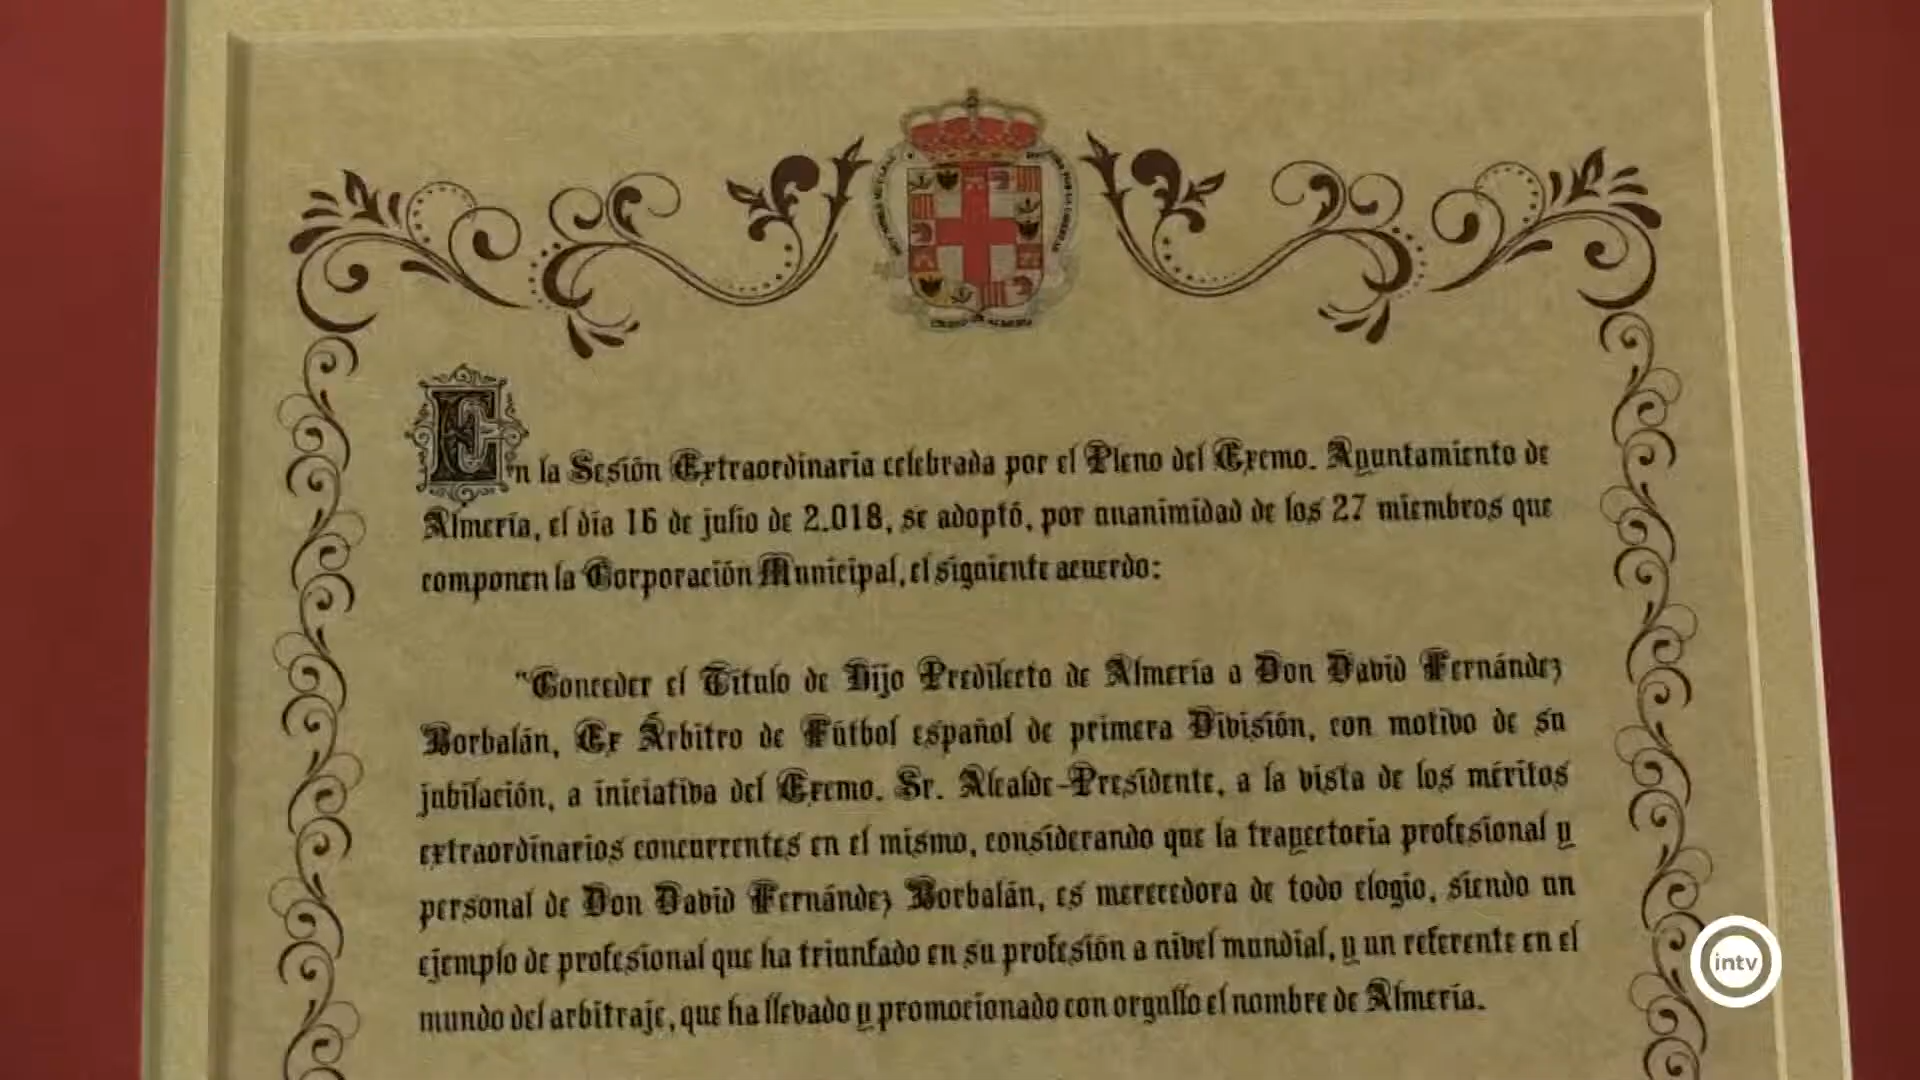 En la Sesión Extraordinaria celebrada por el Pleno del Excmo. Ayuntamiento de
Almería, el día 16 de julio de 2.018, se adoptó, por unanimidad de los 27 miembros que
componen la Corporación Municipal, el siguiente acuerdo:
"Conceder el Título de Hijo Predilecto de Almería a Don David Fernández
Borbalán, Ex Árbitro de Fútbol español de primera División, con motivo de su
jubilación, a iniciativa del Excmo. Sr. Alcalde-Presidente, a la vista de los méritos
extraordinarios concurrentes en el mismo, considerando que la trayectoria profesional y
personal de Don David Fernández Borbalán, es merecedora de todo elogio, siendo un
ejemplo de profesional que ha triunfado en su profesión a nivel mundial, y un referente en el
mundo del arbitraje, que ha llevado y promocionado con orgullo el nombre de Almería.
intv